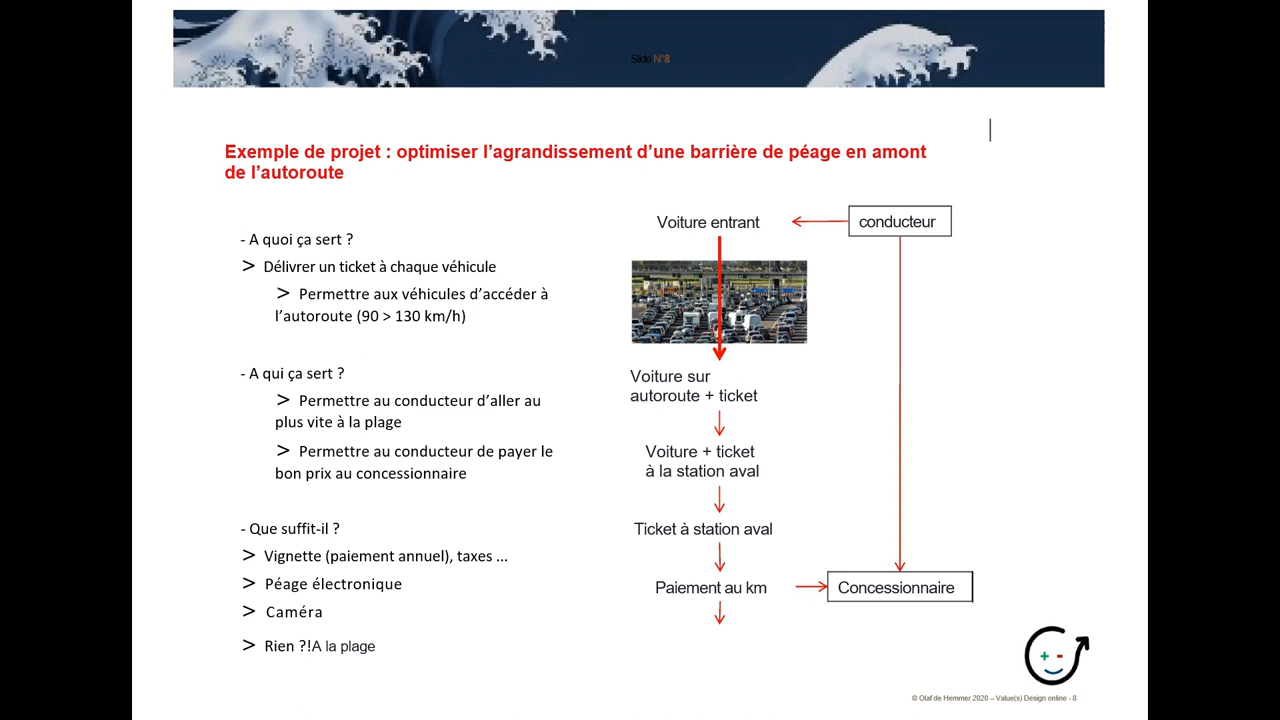 Slide N°8
Exemple de projet : optimiser l’agrandissement d’une barrière de péage en amont
de l’autoroute
- A quoi ça sert ?
> Délivrer un ticket à chaque véhicule
> Permettre aux véhicules d’accéder à
l’autoroute (90 > 130 km/h)
- A qui ça sert ?
> Permettre au conducteur d’aller au
plus vite à la plage
> Permettre au conducteur de payer le
bon prix au concessionnaire
- Que suffit-il ?
> Vignette (paiement annuel), taxes ...
> Péage électronique
> Caméra
> Rien ?!A la plage
Voiture entrant
conducteur
Voiture sur
autoroute + ticket
Voiture + ticket
à la station aval
Ticket à station aval
Paiement au km
Concessionnaire
© Olaf de Hemmer 2020 – Value(s) Design online - 8